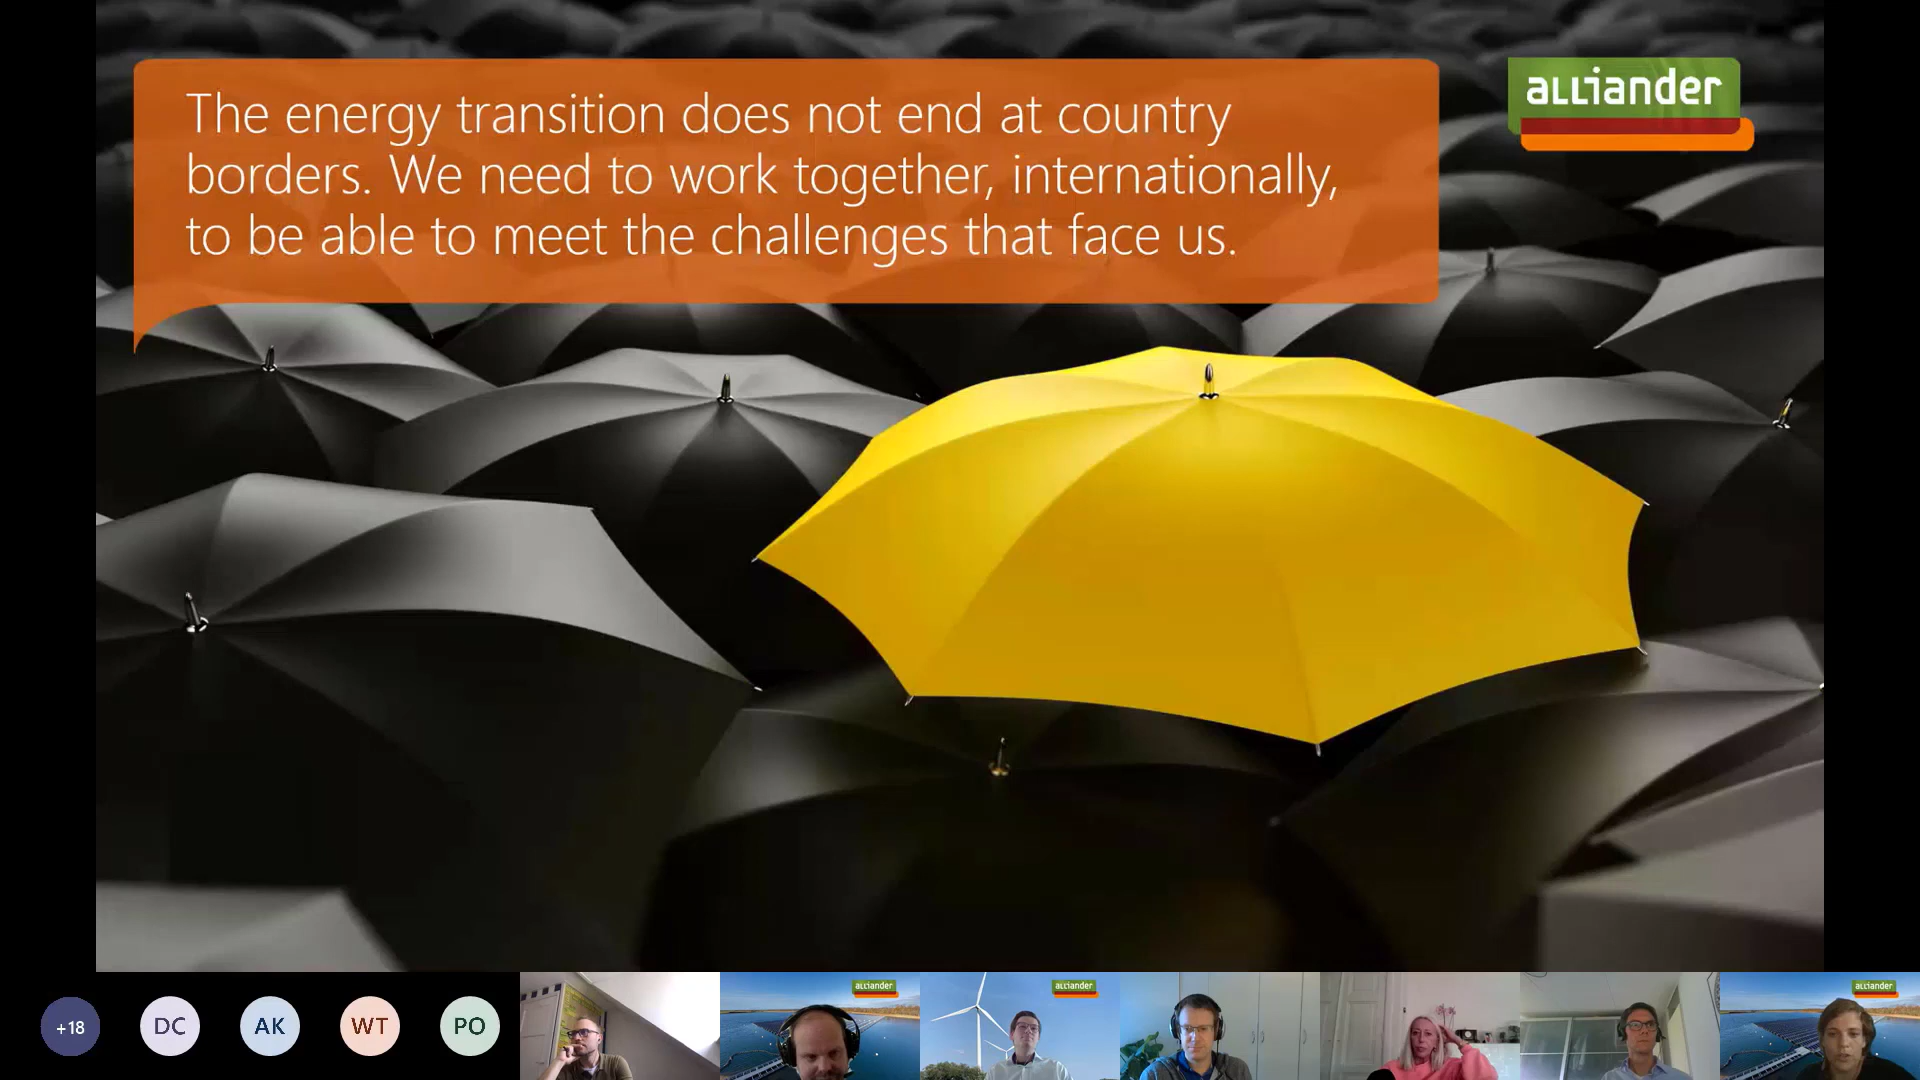 The energy transition does not end at country
borders. We need to work together, internationally,
to be able to meet the challenges that face us.
alliander
+18
DC
AK
WT
PO
alliander
alliander
alliander